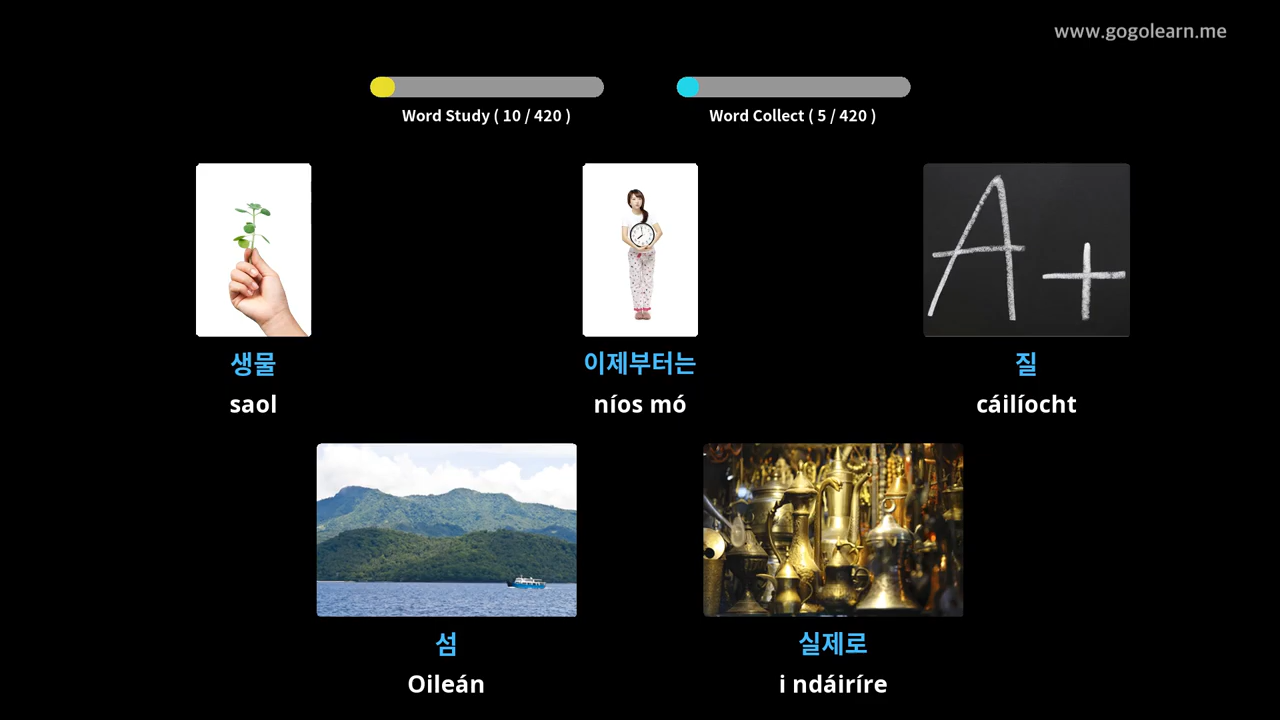 www.gogolearn.me
Word Study ( 10 / 420 )
Word Collect ( 5 / 420 )
생물
saol
이제부터는
níos mó
질
cáilíocht
A+
섬
Oileán
실제로
i ndáiríre